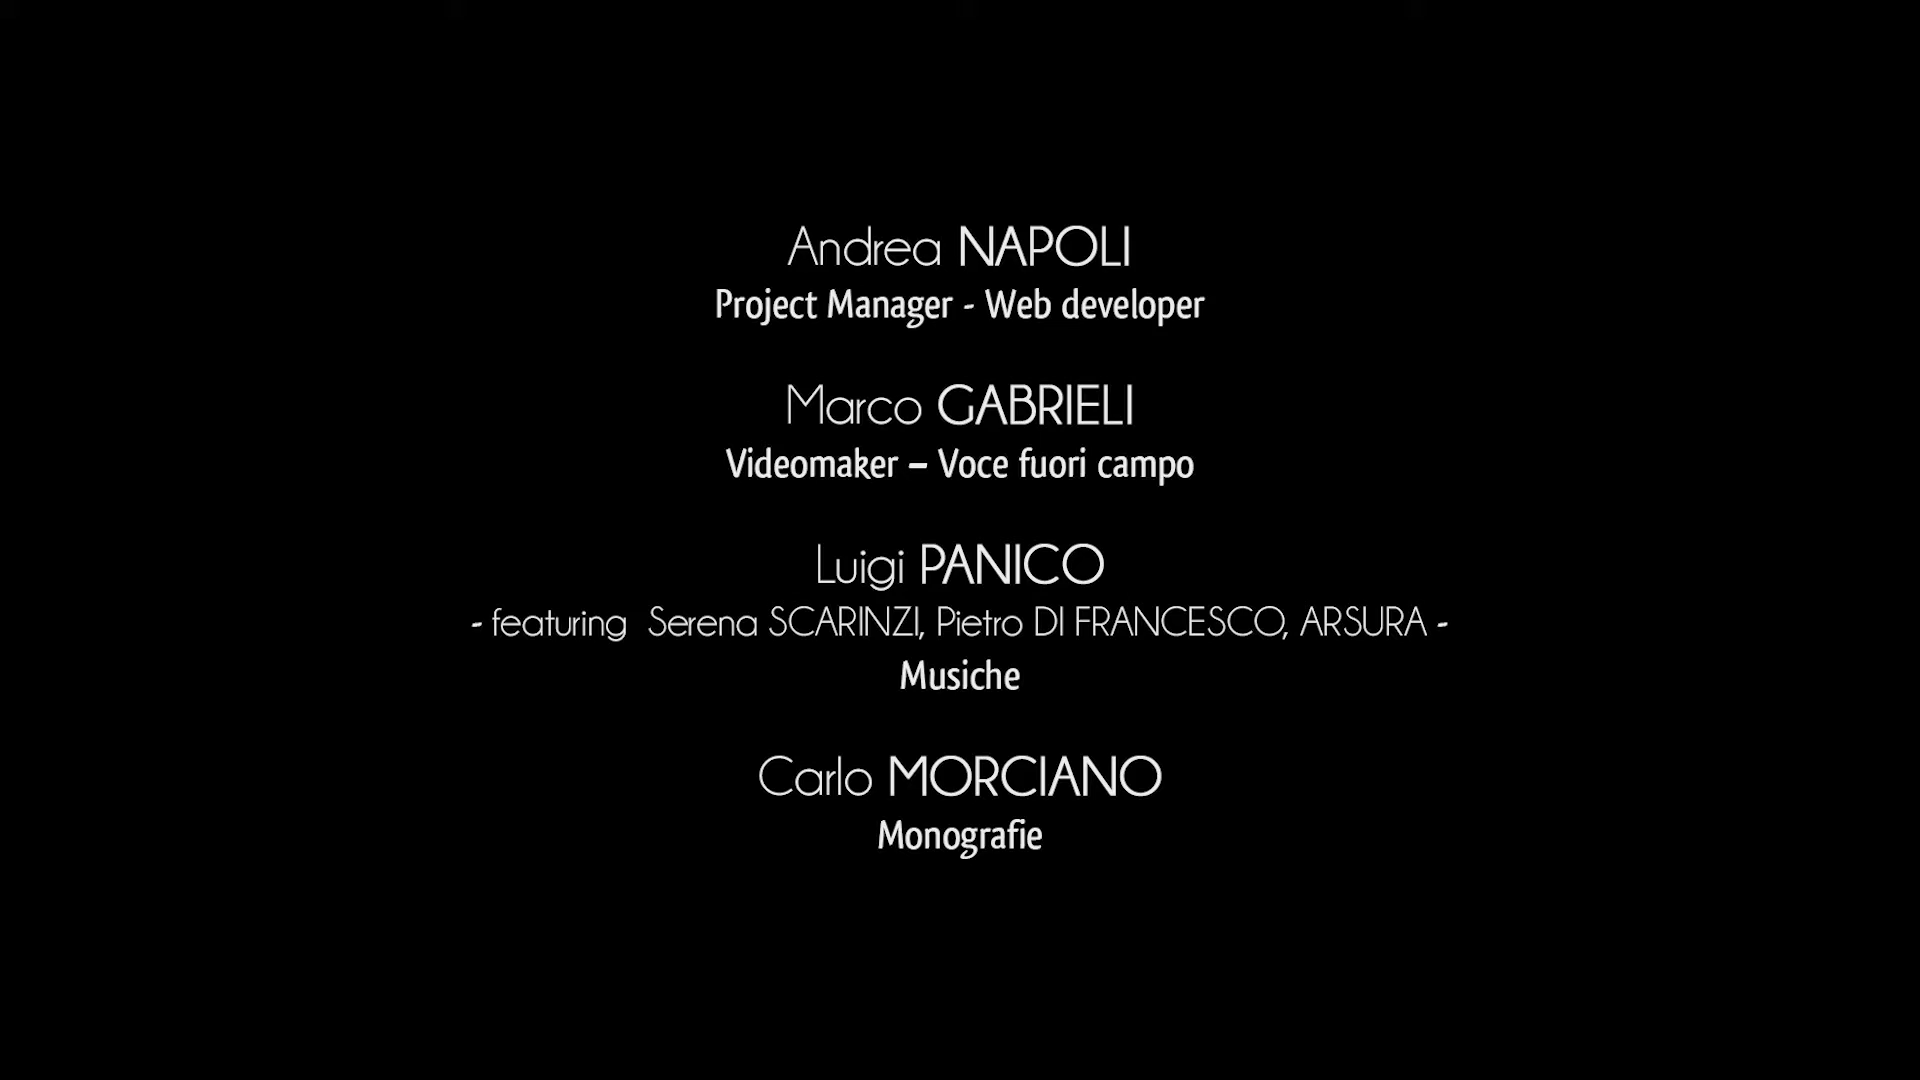 Andrea NAPOLI
Project Manager - Web developer
Marco GABRIELI
Videomaker – Voce fuori campo
Luigi PANICO
- featuring  Serena SCARINZI, Pietro DI FRANCESCO, ARSURA -
Musiche
Carlo MORCIANO
Monografie